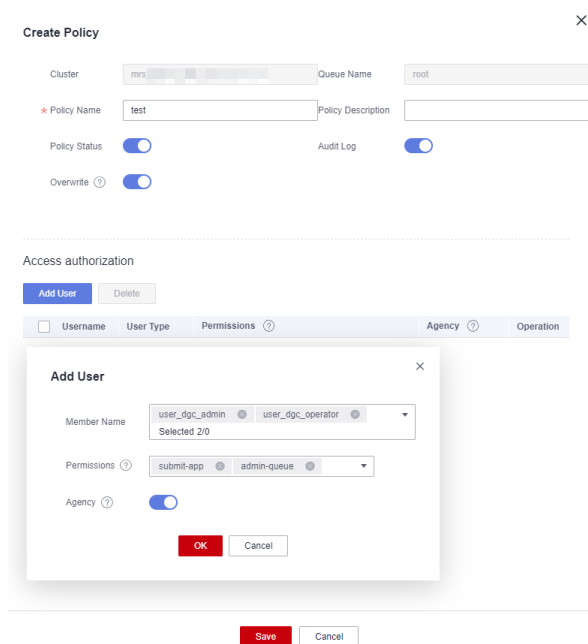 Create Policy
Cluster mrs Queue Name root
* Policy Name test Policy Description
Policy Status Audit Log
Overwrite ?
Access authorization
Add User Delete
Username User Type Permissions ? Agency ? Operation
Add User
Member Name user_dgc_admin user_dgc_operator
Selected 2/0
Permissions ? submit-app admin-queue
Agency ?
OK Cancel
Save Cancel